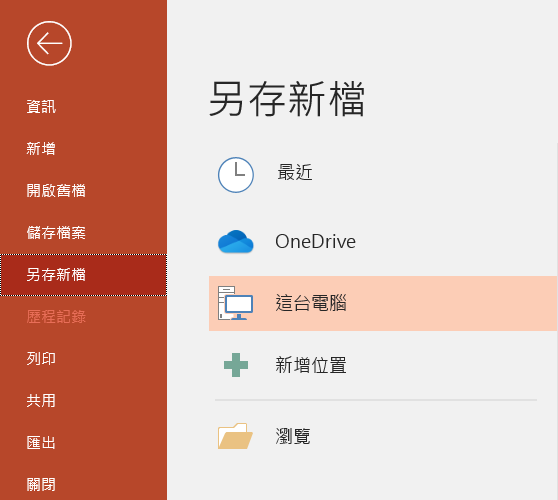 資訊
新增
開啟舊檔
儲存檔案
另存新檔
歷程記錄
列印
共用
匯出
關閉
另存新檔
最近
OneDrive
這台電腦
新增位置
瀏覽